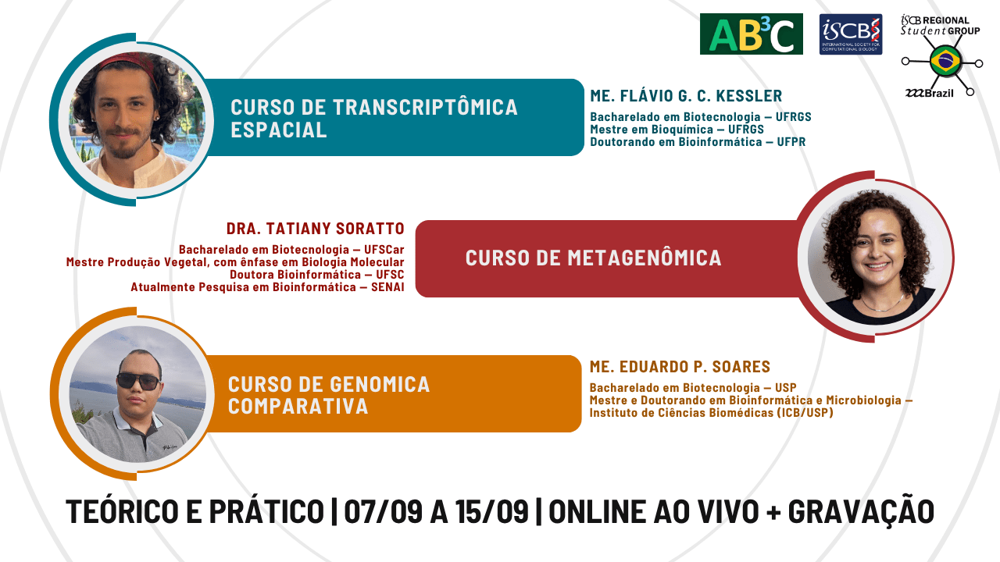 AB³C
iSCB
INTERNATIONAL SOCIETY FOR
COMPUTATIONAL BIOLOGY
iSCB REGIONAL
Student GROUP
Brazil
CURSO DE TRANSCRIPTÔMICA
ESPACIAL
ME. FLÁVIO G. C. KESSLER
Bacharelado em Biotecnologia – UFRGS
Mestre em Bioquímica – UFRGS
Doutorando em Bioinformática – UFPR
DRA. TATIANY SORATTO
Bacharelado em Biotecnologia – UFSCar
Mestre Produção Vegetal, com ênfase em Biologia Molecular
Doutora Bioinformática – UFSC
Atualmente Pesquisa em Bioinformática – SENAI
CURSO DE METAGENÔMICA
CURSO DE GENOMICA
COMPARATIVA
ME. EDUARDO P. SOARES
Bacharelado em Biotecnologia – USP
Mestre e Doutorando em Bioinformática e Microbiologia –
Instituto de Ciências Biomédicas (ICB/USP)
TEÓRICO E PRÁTICO | 07/09 A 15/09 | ONLINE AO VIVO + GRAVAÇÃO